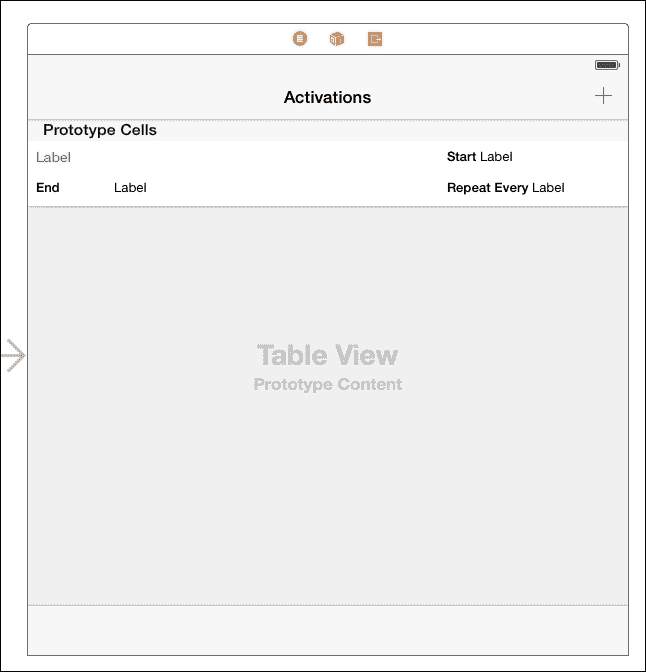 Activations
Prototype Cells
Label Start Label
End Label Repeat Every Label
Table View
Prototype Content